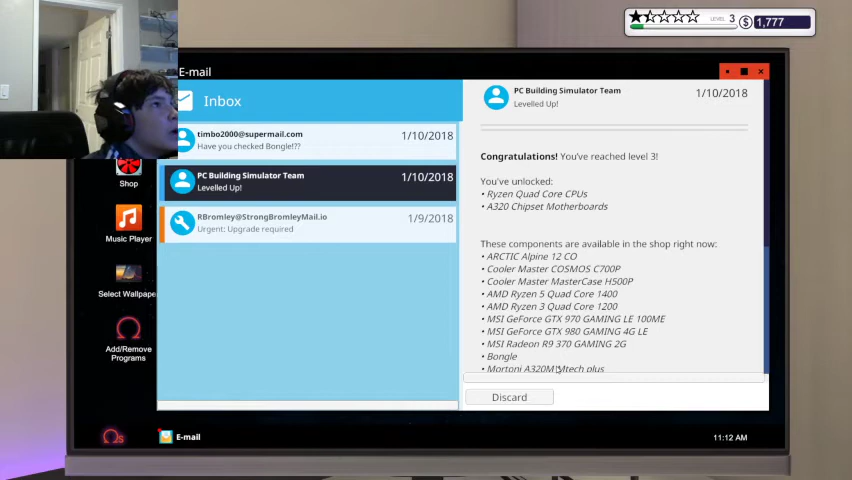 LEVEL 3 $ 1,777
E-mail
Inbox
timbo2000@supermail.com 1/10/2018
Have you checked Bongle!??
PC Building Simulator Team 1/10/2018
Levelled Up!
RBromley@StrongBromleyMail.io 1/9/2018
Urgent: Upgrade required
PC Building Simulator Team 1/10/2018
Levelled Up!
Congratulations! You've reached level 3!
You've unlocked:
• Ryzen Quad Core CPUs
• A320 Chipset Motherboards
These components are available in the shop right now:
• ARCTIC Alpine 12 CO
• Cooler Master COSMOS C700P
• Cooler Master MasterCase H500P
• AMD Ryzen 5 Quad Core 1400
• AMD Ryzen 3 Quad Core 1200
• MSI GeForce GTX 970 GAMING LE 100ME
• MSI GeForce GTX 980 GAMING 4G LE
• MSI Radeon R9 370 GAMING 2G
• Bongle
• Mortoni A320M Mtech plus
Discard
Shop
Music Player
Select Wallpape
Add/Remove
Programs
Ωs E-mail 11:12 AM